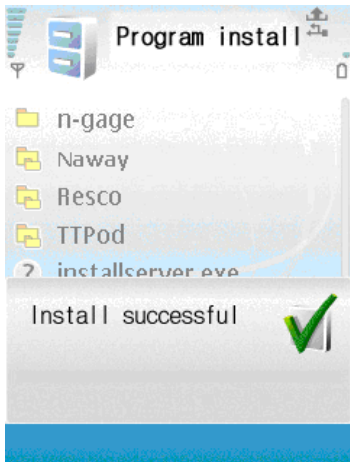 Program install
n-gage
Naway
Resco
TTPod
installserver.exe
Install successful